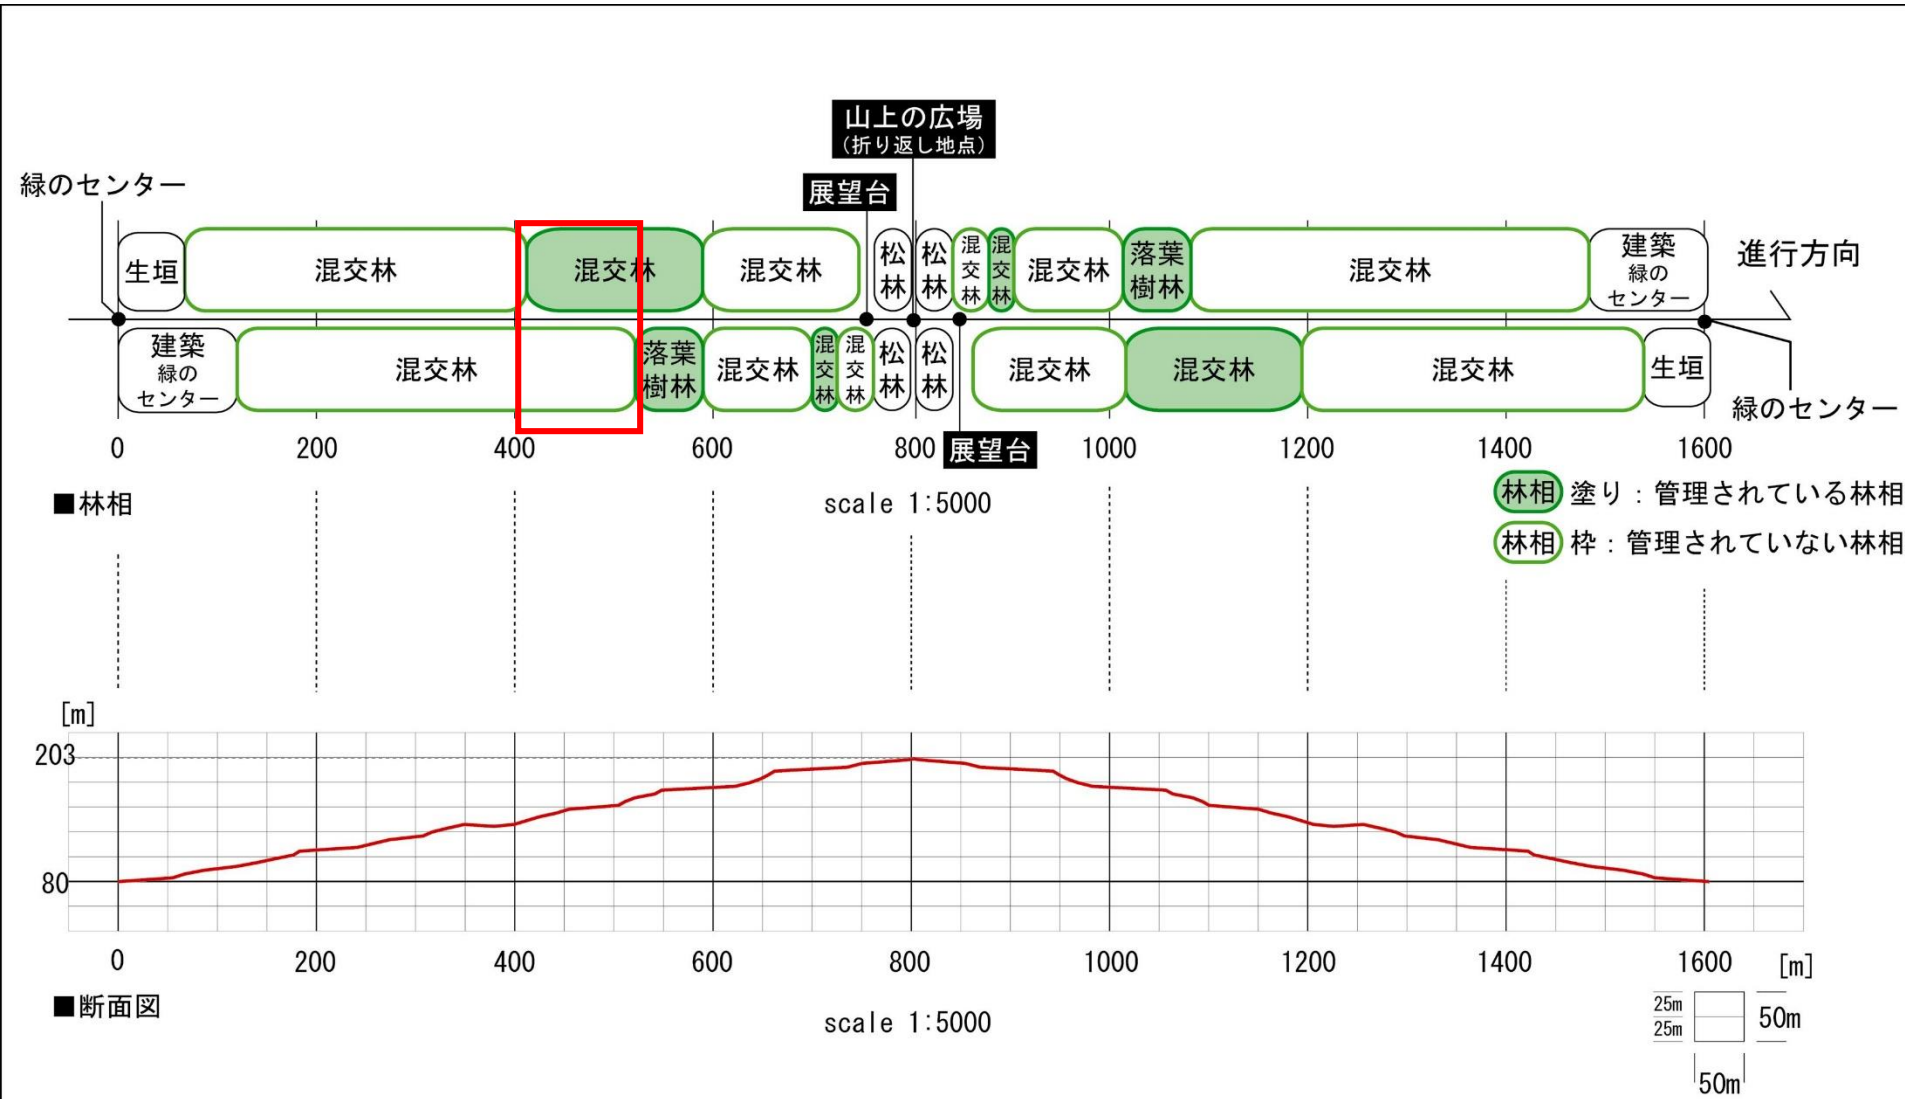 山上の広場
(折り返し地点)
展望台
緑のセンター
生垣
混交林
混交林
混交林
松林
松林
混交林
混交林
混交林
落葉樹林
混交林
建築
緑の
センター
進行方向
建築
緑の
センター
混交林
落葉樹林
混交林
混交林
混交林
松林
松林
混交林
混交林
混交林
生垣
緑のセンター
0 200 400 600 800 展望台 1000 1200 1400 1600
■林相
scale 1:5000
林相 塗り：管理されている林相
林相 枠：管理されていない林相
[m]
203
80
0 200 400 600 800 1000 1200 1400 1600 [m]
■断面図
scale 1:5000
25m
25m
50m
50m